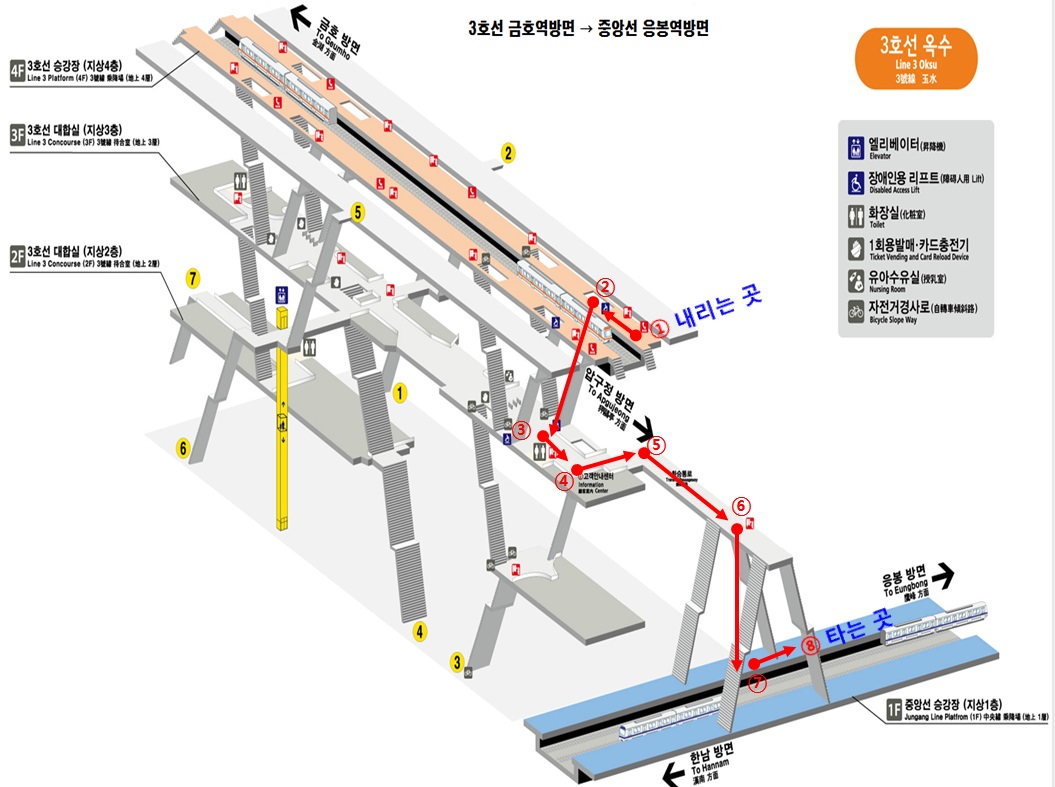 3호선 금호역방면 → 중앙선 응봉역방면
금호 방면
To Geumho
金湖 方面
3호선 옥수
Line 3 Oksu
3號線 玉水
4F 3호선 승강장 (지상4층)
Line 3 Platform (4F) 3號線 乘降場 (地上 4層)
3F 3호선 대합실 (지상3층)
Line 3 Concourse (3F) 3號線 待合室 (地上 3層)
2F 3호선 대합실 (지상2층)
Line 3 Concourse (2F) 3號線 待合室 (地上 2層)
엘리베이터(昇降機)
Elevator
장애인용 리프트(障碍人用 Lift)
Disabled Access Lift
화장실(化粧室)
Toilet
1회용발매·카드충전기
Ticket Vending and Card Reload Device
유아수유실(授乳室)
Nursing Room
자전거경사로(自轉車傾斜路)
Bicycle Slope Way
2
5
7
1
6
4
3
① 내리는 곳
②
압구정 방면
To Apgujeong
③
④
고객안내센터
Information
Center
⑤
환승통로
⑥
⑦
⑧ 타는 곳
응봉 방면
To Eungbong
鷹峰 方面
1F 중앙선 승강장 (지상1층)
Jungang Line Platfrom (1F) 中央線 乘降場 (地上 1層)
한남 방면
To Hannam
漢南 方面